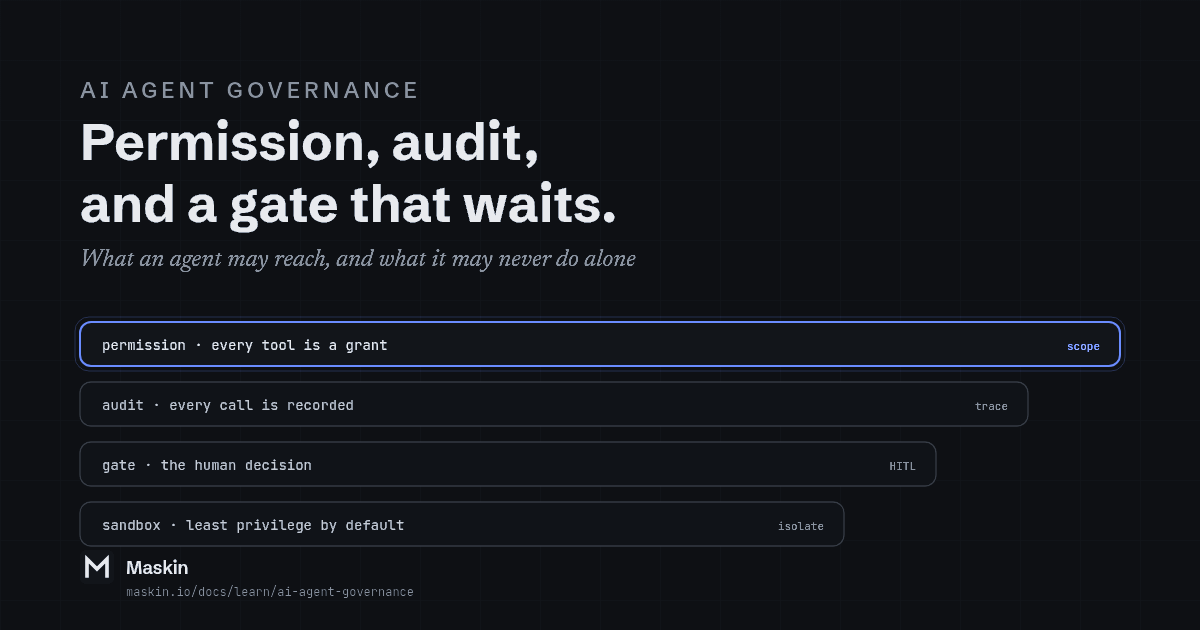 AI AGENT GOVERNANCE
Permission, audit,
and a gate that waits.
What an agent may reach, and what it may never do alone
permission · every tool is a grant scope
audit · every call is recorded trace
gate · the human decision HITL
sandbox · least privilege by default isolate
Maskin
maskin.io/docs/learn/ai-agent-governance